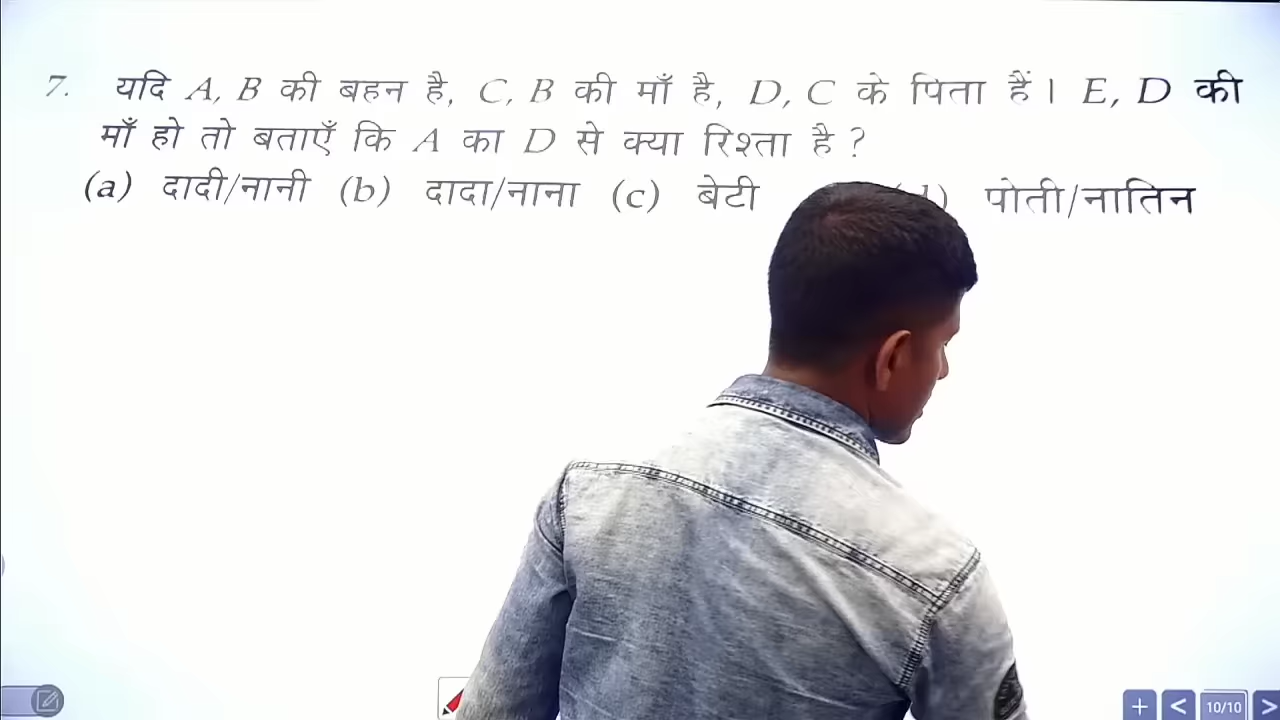 7. यदि A, B की बहन है, C, B की माँ है, D, C के पिता हैं। E, D की
माँ हो तो बताएँ कि A का D से क्या रिश्ता है ?
(a) दादी/नानी (b) दादा/नाना (c) बेटी (d) पोती/नातिन
10/10